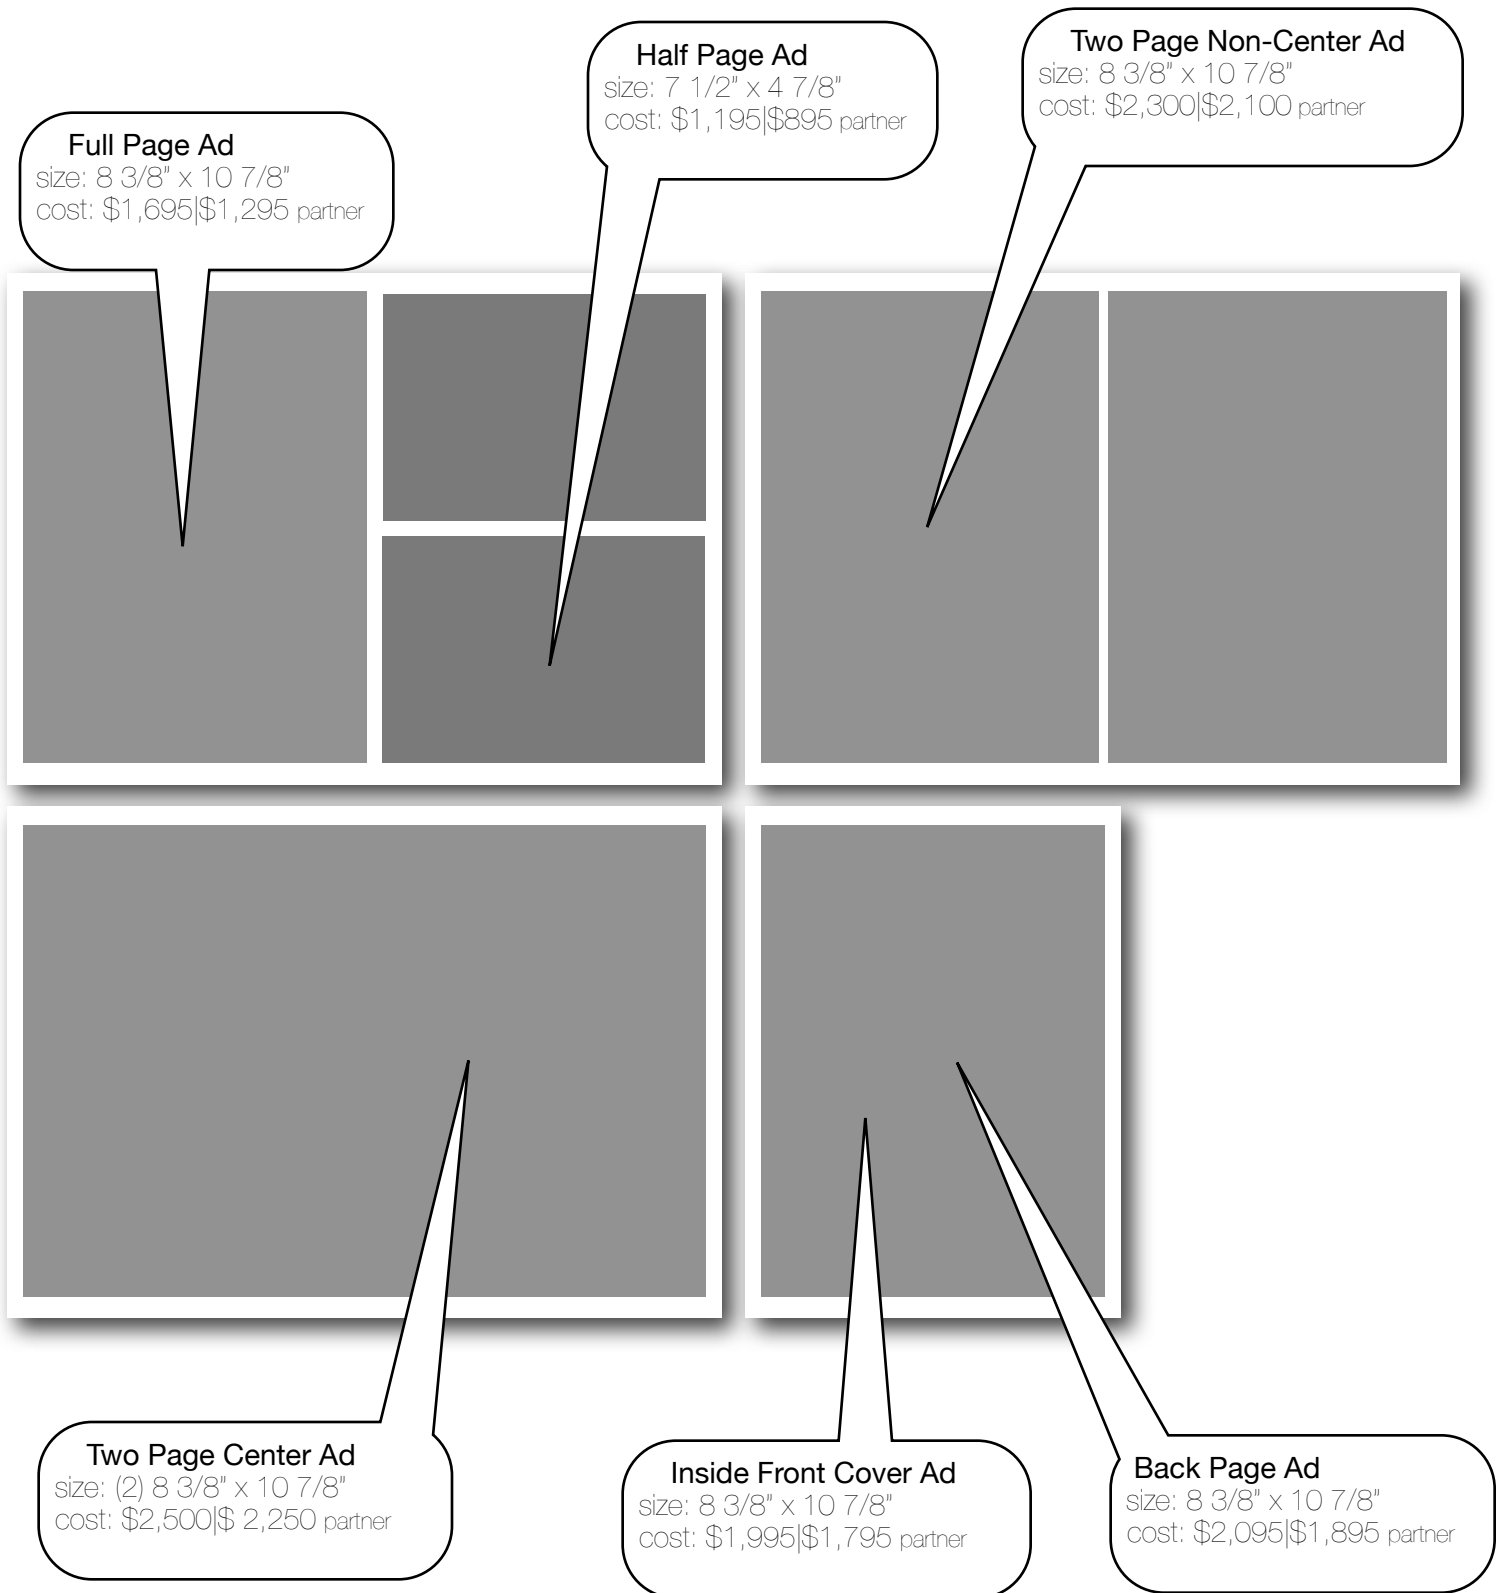 Half Page Ad
size: 7 1/2" x 4 7/8"
cost: $1,195|$895 partner
Two Page Non-Center Ad
size: 8 3/8" x 10 7/8"
cost: $2,300|$2,100 partner
Full Page Ad
size: 8 3/8" x 10 7/8"
cost: $1,695|$1,295 partner
Two Page Center Ad
size: (2) 8 3/8" x 10 7/8"
cost: $2,500|$ 2,250 partner
Inside Front Cover Ad
size: 8 3/8" x 10 7/8"
cost: $1,995|$1,795 partner
Back Page Ad
size: 8 3/8" x 10 7/8"
cost: $2,095|$1,895 partner